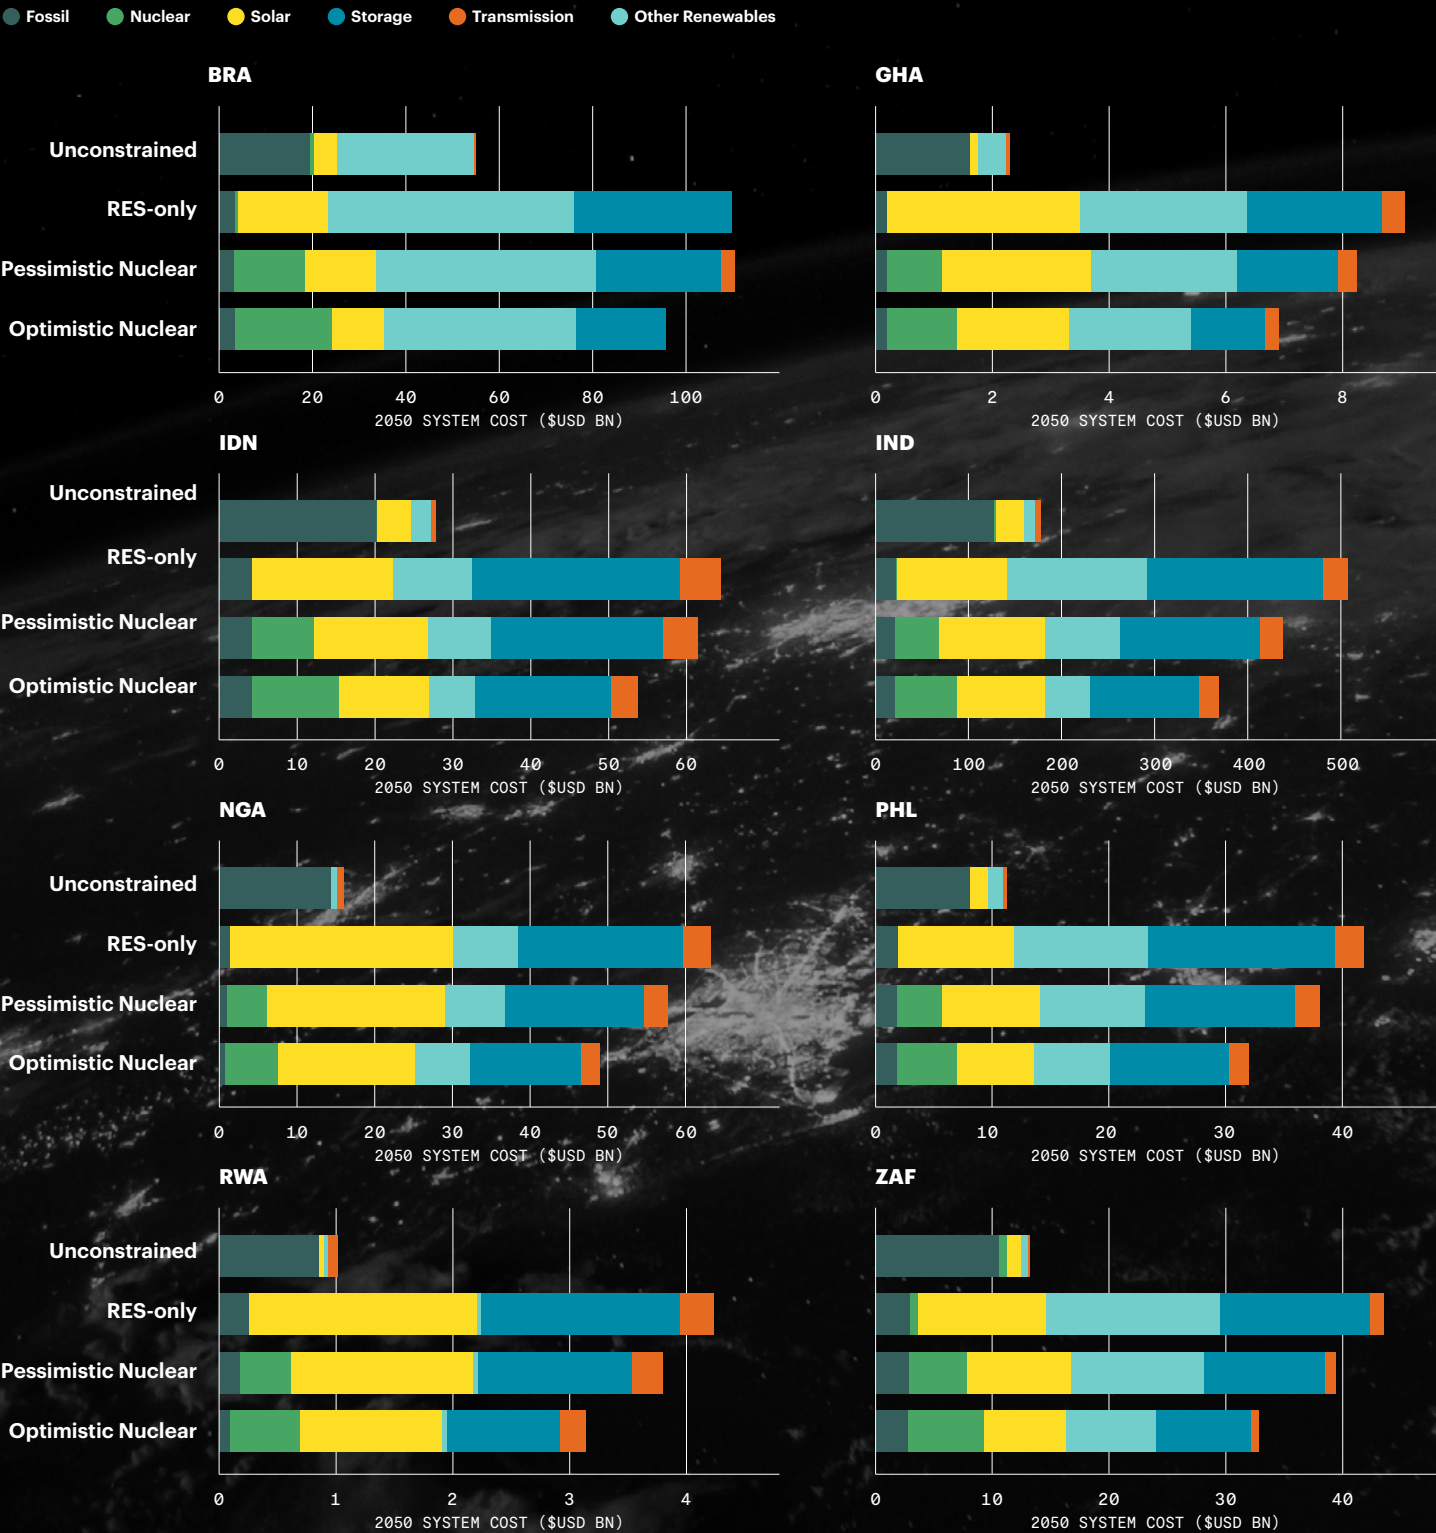 Fossil Nuclear Solar Storage Transmission Other Renewables
BRA
Unconstrained
RES-only
Pessimistic Nuclear
Optimistic Nuclear
0 20 40 60 80 100
2050 SYSTEM COST ($USD BN)
GHA
0 2 4 6 8
2050 SYSTEM COST ($USD BN)
IDN
Unconstrained
RES-only
Pessimistic Nuclear
Optimistic Nuclear
0 10 20 30 40 50 60
2050 SYSTEM COST ($USD BN)
IND
0 100 200 300 400 500
2050 SYSTEM COST ($USD BN)
NGA
Unconstrained
RES-only
Pessimistic Nuclear
Optimistic Nuclear
0 10 20 30 40 50 60
2050 SYSTEM COST ($USD BN)
PHL
0 10 20 30 40
2050 SYSTEM COST ($USD BN)
RWA
Unconstrained
RES-only
Pessimistic Nuclear
Optimistic Nuclear
0 1 2 3 4
2050 SYSTEM COST ($USD BN)
ZAF
0 10 20 30 40
2050 SYSTEM COST ($USD BN)